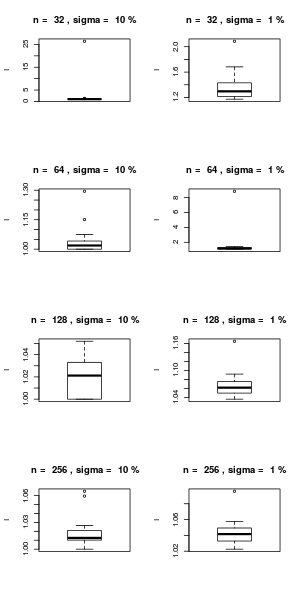 n = 32 , sigma = 10 %
n = 32 , sigma = 1 %
0 5 15 25
1.2 1.6 2.0
I
I
n = 64 , sigma = 10 %
n = 64 , sigma = 1 %
1.00 1.15 1.30
2 4 6 8
I
I
n = 128 , sigma = 10 %
n = 128 , sigma = 1 %
1.00 1.02 1.04
1.04 1.10 1.16
I
I
n = 256 , sigma = 10 %
n = 256 , sigma = 1 %
1.00 1.03 1.06
1.02 1.06
I
I